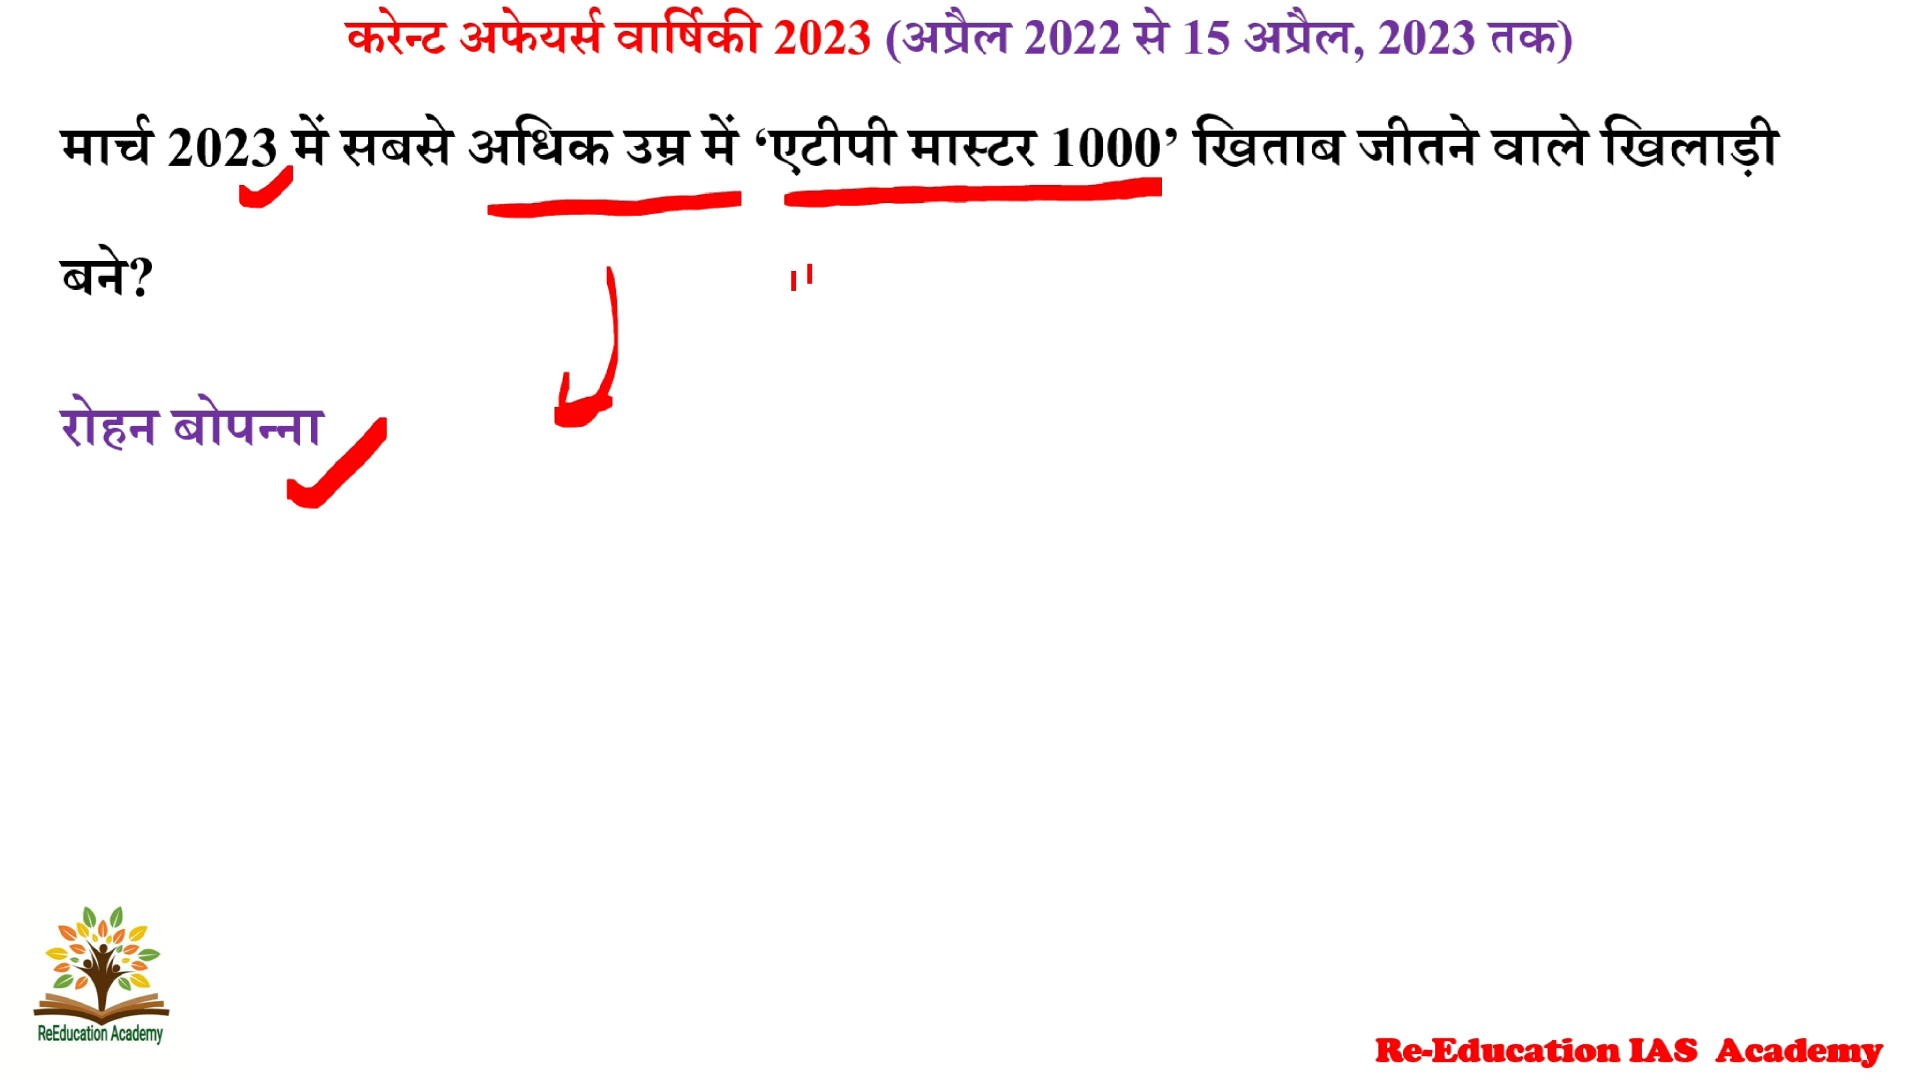 करेन्ट अफेयर्स वार्षिकी 2023 (अप्रैल 2022 से 15 अप्रैल, 2023 तक)
मार्च 2023 में सबसे अधिक उम्र में ‘एटीपी मास्टर 1000’ खिताब जीतने वाले खिलाड़ी
बने?
रोहन बोपन्ना
ReEducation Academy
Re-Education IAS Academy